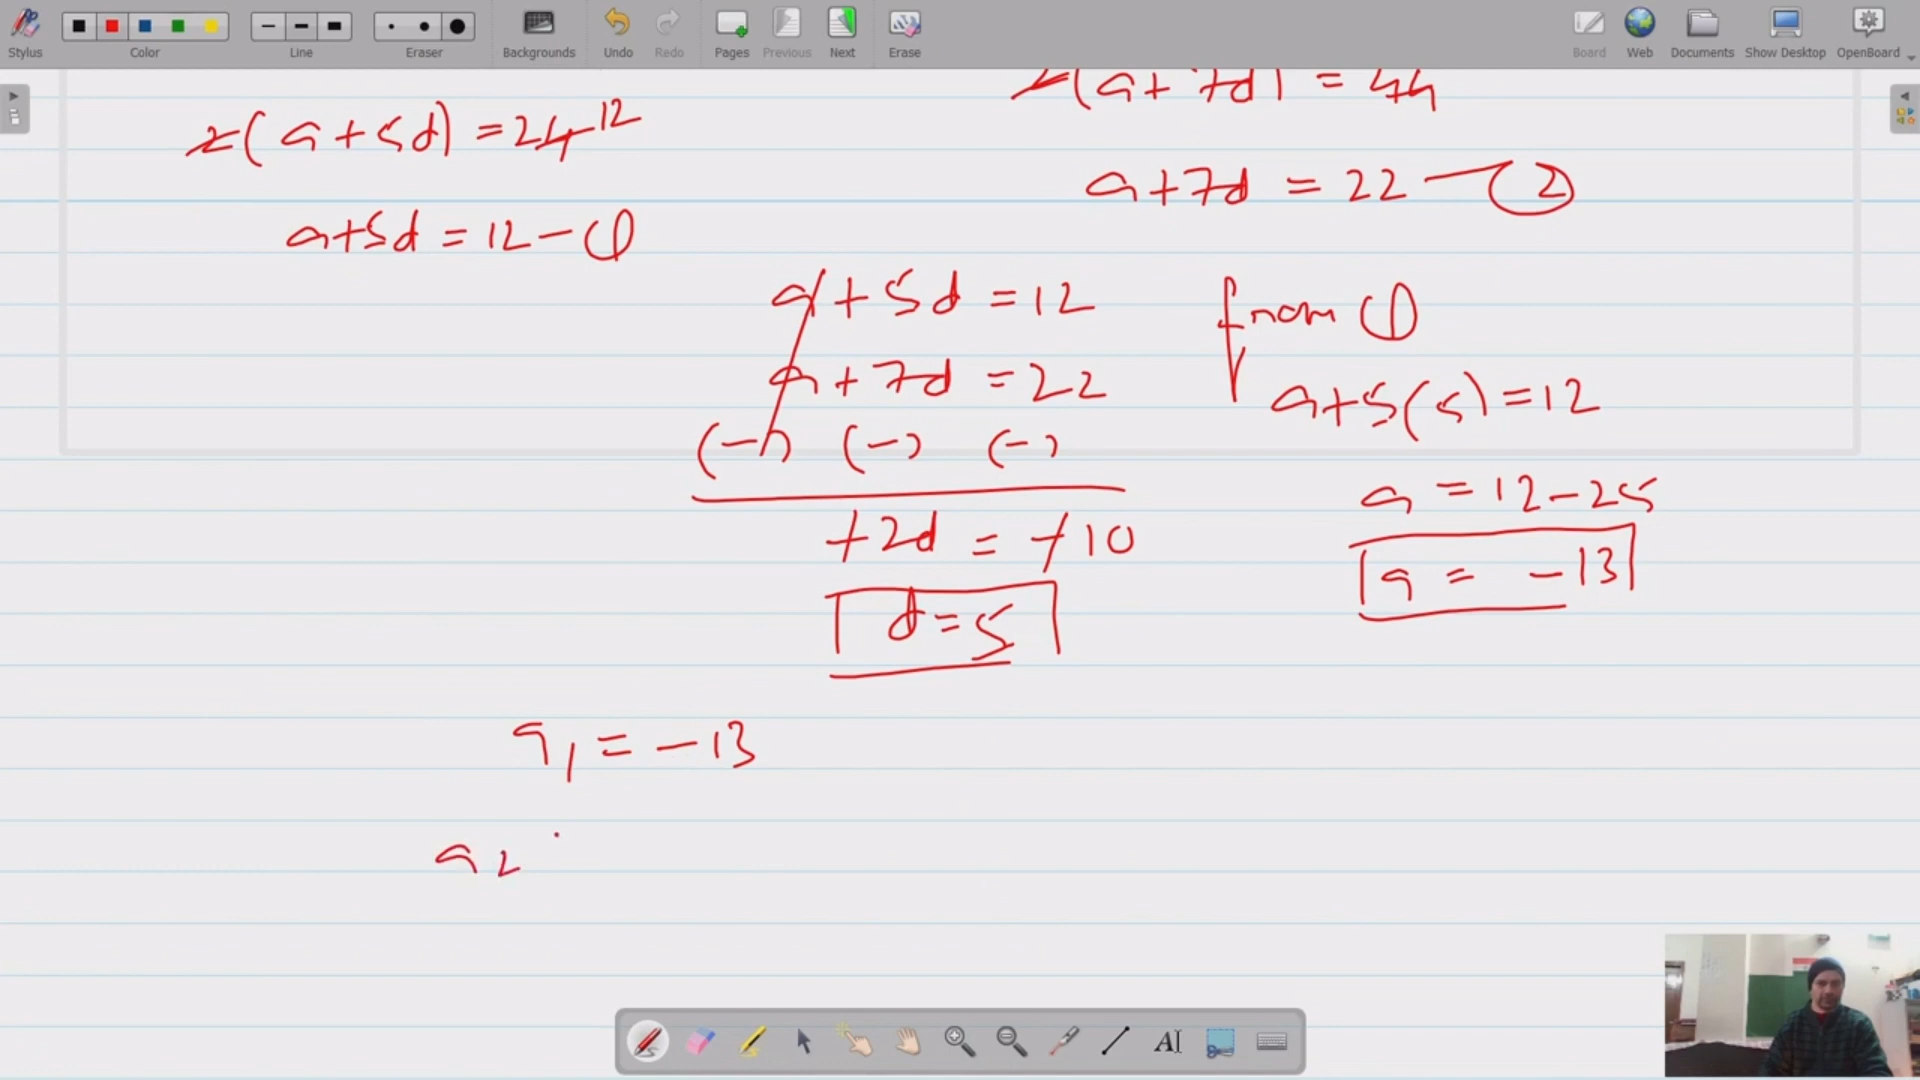 Stylus Color Line Eraser Backgrounds Undo Redo Pages Previous Next Erase Board Web Documents Show Desktop OpenBoard
2(a+5d) = 24 12
2(a+7d) = 44
a+5d = 12 – ①
a+7d = 22 – ②
a + 5d = 12
a + 7d = 22
(–) (–) (–)
+2d = +10
d = 5
from ①
a+5(5) = 12
a = 12 – 25
a = –13
a₁ = –13
a₂